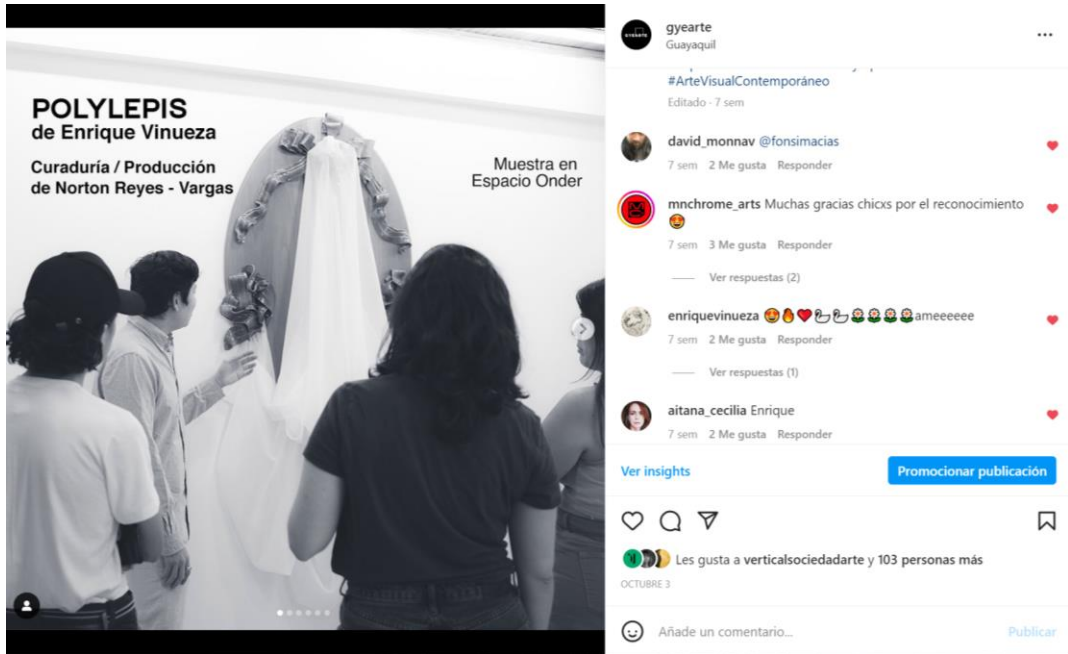 POLYLEPIS
de Enrique Vinueza
Curaduría / Producción
de Norton Reyes - Vargas
Muestra en
Espacio Onder
GYEARTE
gyearte
Guayaquil
#ArteVisualContemporáneo
Editado · 7 sem
david_monnav @fonsimacias
7 sem 2 Me gusta Responder
mnchrome_arts Muchas gracias chicxs por el reconocimiento
😍
7 sem 3 Me gusta Responder
Ver respuestas (2)
enriquevinueza 😍🔥❤️🦢🦢🌷🌷🌷🌷ameeeeee
7 sem 2 Me gusta Responder
Ver respuestas (1)
aitana_cecilia Enrique
7 sem 2 Me gusta Responder
Ver insights
Promocionar publicación
Les gusta a verticalsociedadarte y 103 personas más
OCTUBRE 3
Añade un comentario...
Publicar